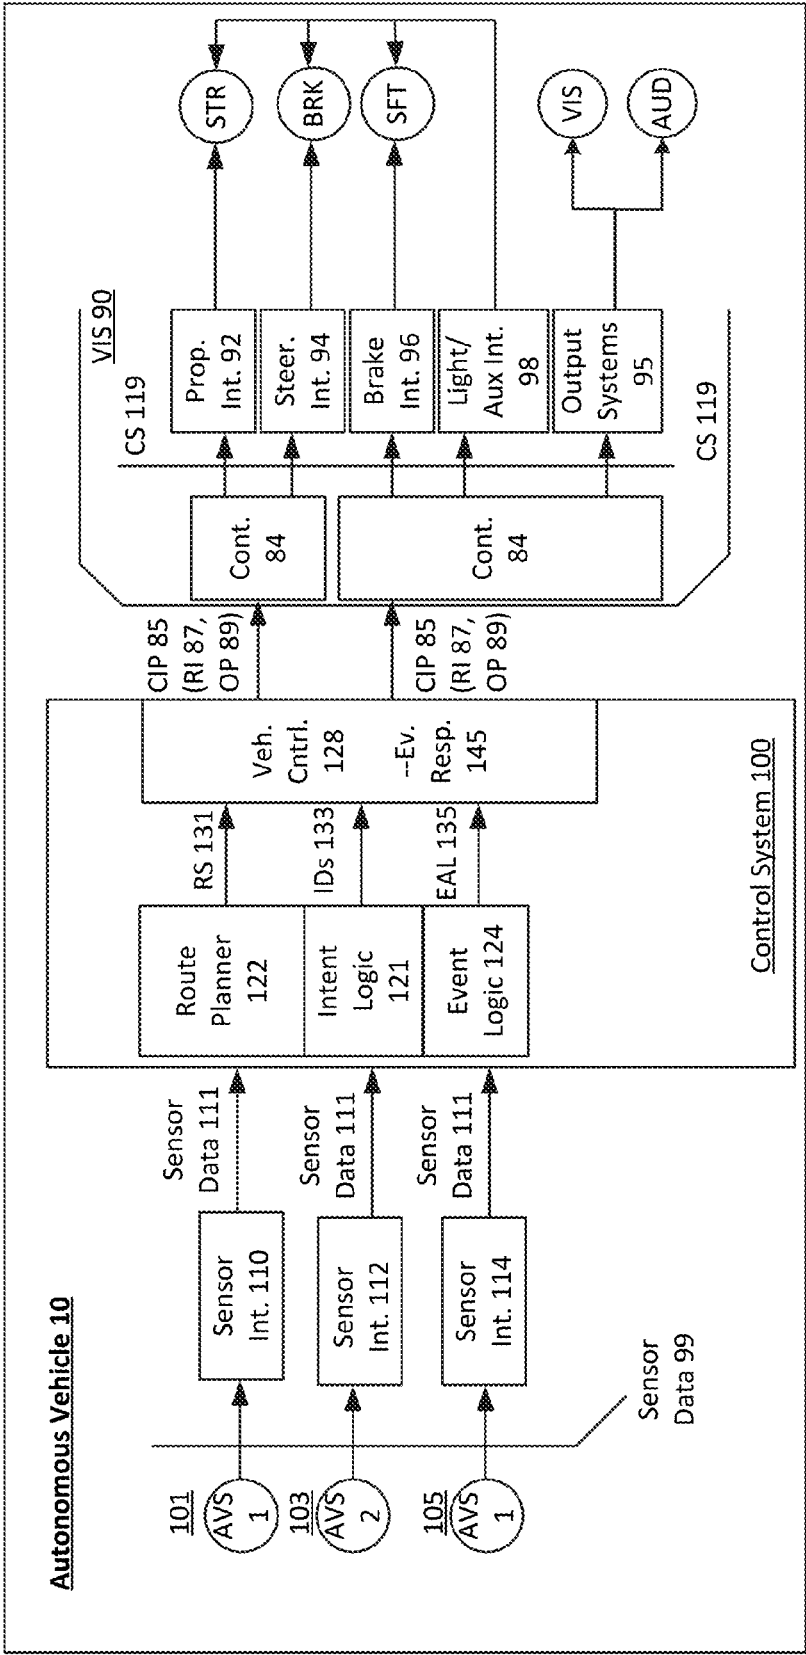 Autonomous Vehicle 10
101
AVS
1
103
AVS
2
105
AVS
1
Sensor
Data 99
Sensor
Int. 110
Sensor
Int. 112
Sensor
Int. 114
Sensor
Data 111
Sensor
Data 111
Sensor
Data 111
Route
Planner
122
Intent
Logic
121
Event
Logic 124
RS 131
IDs 133
EAL 135
Veh.
Cntrl.
128
--Ev.
Resp.
145
Control System 100
CIP 85
(RI 87,
OP 89)
CIP 85
(RI 87,
OP 89)
Cont.
84
Cont.
84
VIS 90
CS 119
CS 119
Prop.
Int. 92
Steer.
Int. 94
Brake
Int. 96
Light/
Aux Int.
98
Output
Systems
95
STR
BRK
SFT
VIS
AUD